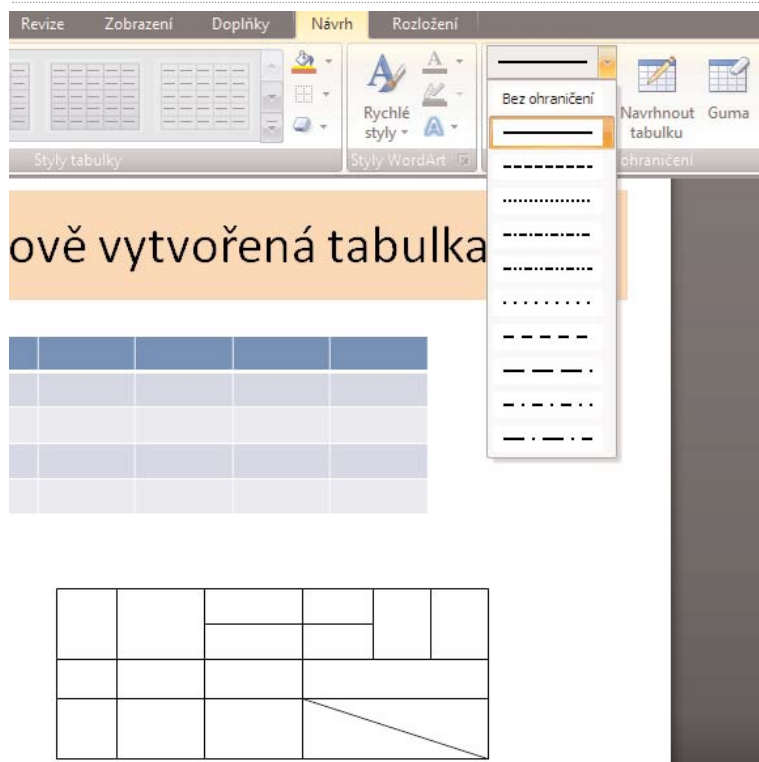 Revize Zobrazení Doplňky Návrh Rozložení
Rychlé styly
Navrhnout tabulku
Guma
Bez ohraničení
Styly tabulky
Styly WordArt
ohraničení
ově vytvořená tabulka